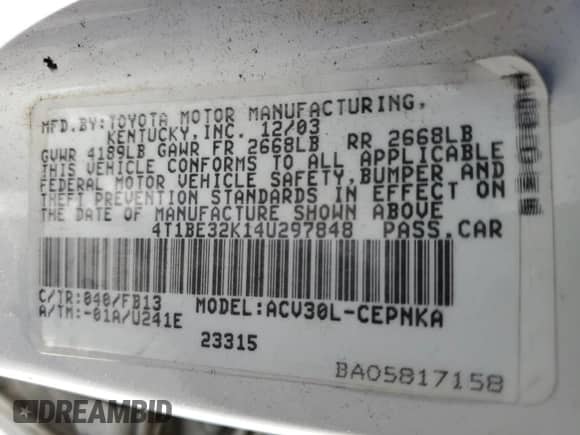 MFD.BY:TOYOTA MOTOR MANUFACTURING,
KENTUCKY,INC. 12/03
GVWR 4189LB GAWR FR 2668LB RR 2668LB
THIS VEHICLE CONFORMS TO ALL APPLICABLE
FEDERAL MOTOR VEHICLE SAFETY,BUMPER AND
THEFT PREVENTION STANDARDS IN EFFECT ON
THE DATE OF MANUFACTURE SHOWN ABOVE
4T1BE32K14U297848 PASS.CAR
C/TR:040/FB13 MODEL:ACV30L-CEPNKA
A/TM:-01A/U241E
23315
BA05817158
DREAMBID